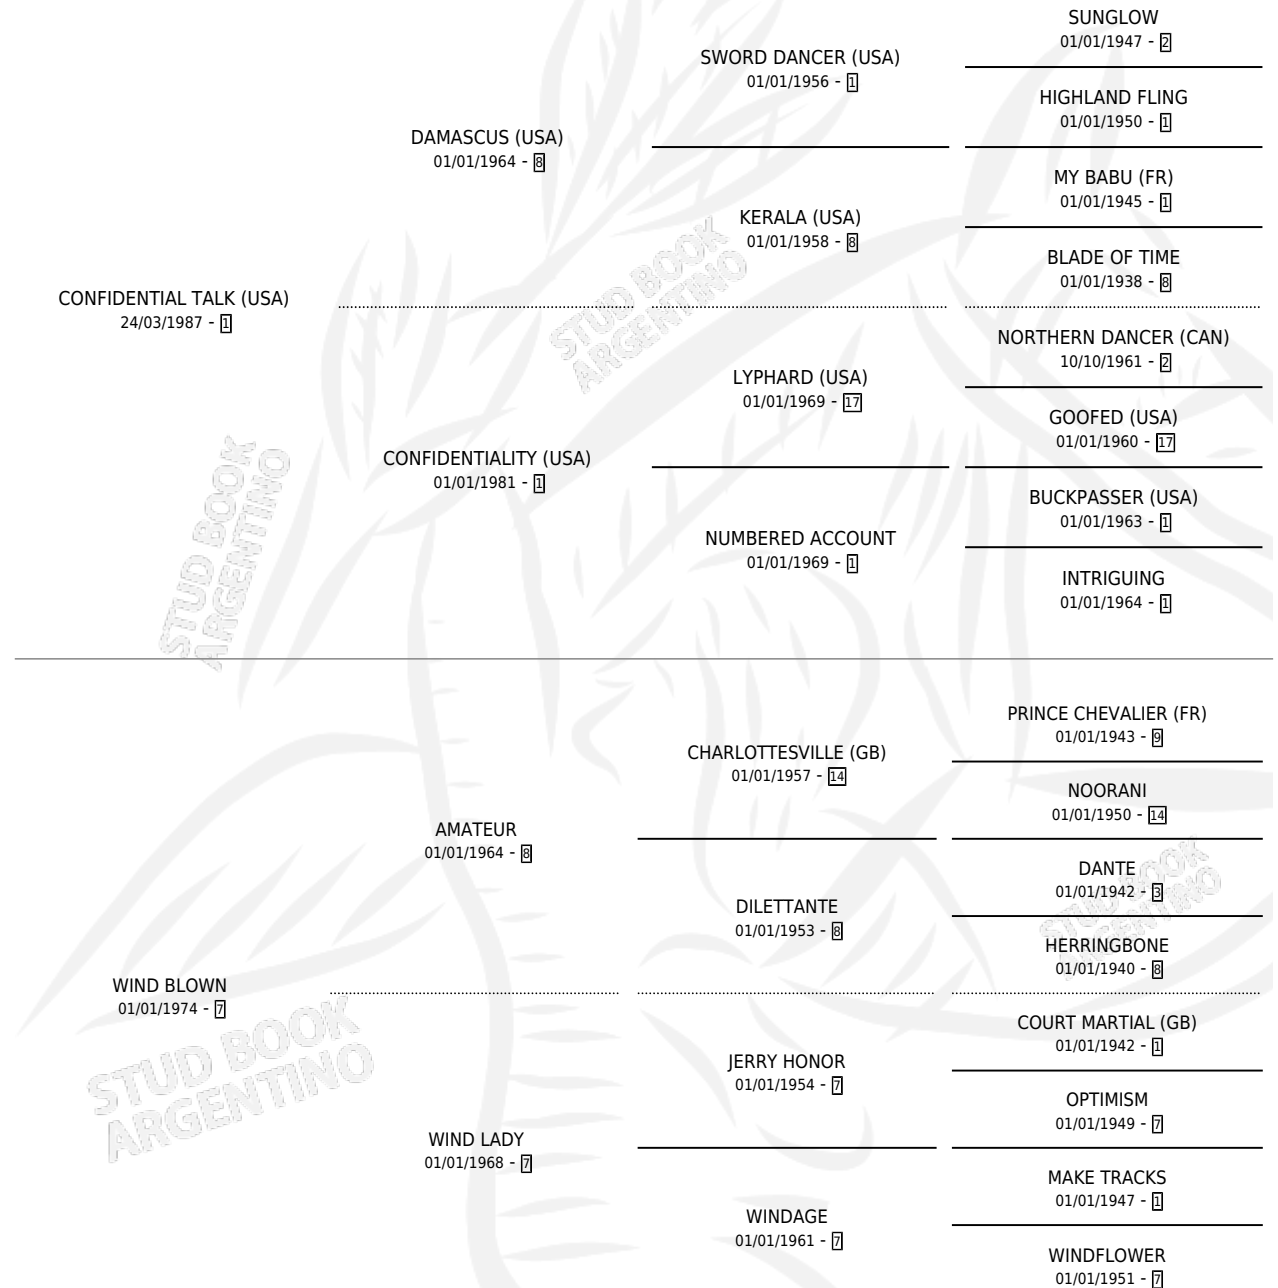 SUNGLOW
01/01/1947 - 2
SWORD DANCER (USA)
01/01/1956 - 1
HIGHLAND FLING
01/01/1950 - 1
DAMASCUS (USA)
01/01/1964 - 8
MY BABU (FR)
01/01/1945 - 1
KERALA (USA)
01/01/1958 - 8
BLADE OF TIME
01/01/1938 - 8
CONFIDENTIAL TALK (USA)
24/03/1987 - 1
NORTHERN DANCER (CAN)
10/10/1961 - 2
LYPHARD (USA)
01/01/1969 - 17
GOOFED (USA)
01/01/1960 - 17
CONFIDENTIALITY (USA)
01/01/1981 - 1
BUCKPASSER (USA)
01/01/1963 - 1
NUMBERED ACCOUNT
01/01/1969 - 1
INTRIGUING
01/01/1964 - 1
PRINCE CHEVALIER (FR)
01/01/1943 - 9
CHARLOTTESVILLE (GB)
01/01/1957 - 14
NOORANI
01/01/1950 - 14
AMATEUR
01/01/1964 - 8
DANTE
01/01/1942 - 3
DILETTANTE
01/01/1953 - 8
HERRINGBONE
01/01/1940 - 8
WIND BLOWN
01/01/1974 - 7
COURT MARTIAL (GB)
01/01/1942 - 1
JERRY HONOR
01/01/1954 - 7
OPTIMISM
01/01/1949 - 7
WIND LADY
01/01/1968 - 7
MAKE TRACKS
01/01/1947 - 1
WINDAGE
01/01/1961 - 7
WINDFLOWER
01/01/1951 - 7
STUD BOOK
ARGENTINO
STUD BOOK
ARGENTINO
STUD BOOK
ARGENTINO
STUD BOOK
ARGENTINO